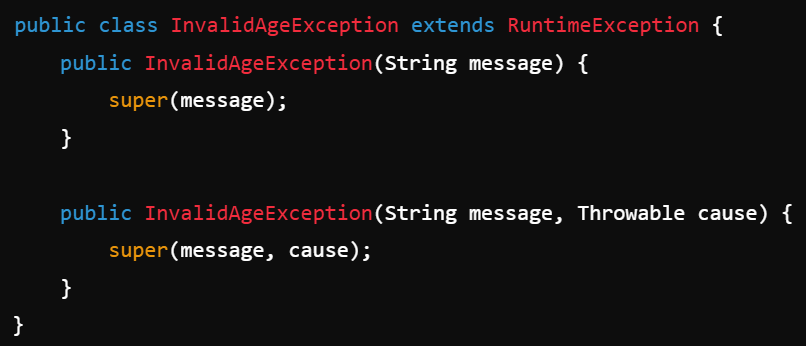 public class InvalidAgeException extends RuntimeException {
    public InvalidAgeException(String message) {
        super(message);
    }

    public InvalidAgeException(String message, Throwable cause) {
        super(message, cause);
    }
}